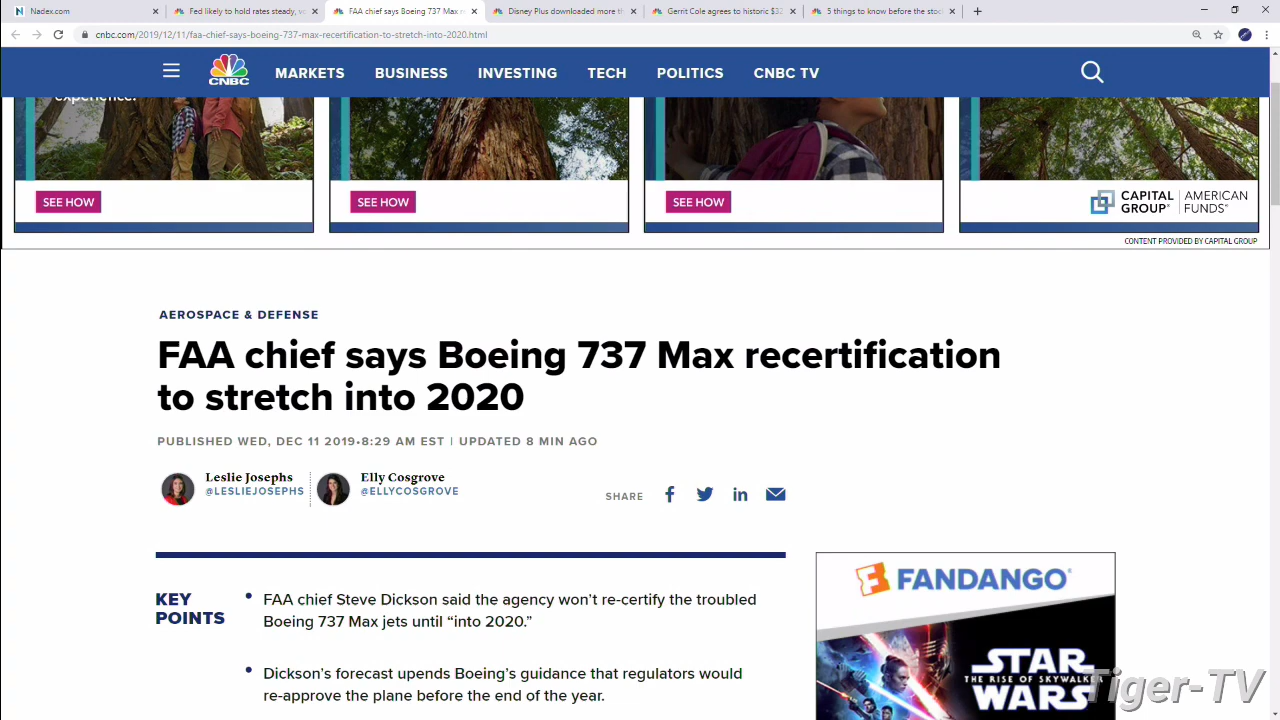 Nadex.com
Fed likely to hold rates steady, vo
FAA chief says Boeing 737 Max r
Disney Plus downloaded more th
Gerrit Cole agrees to historic $32
5 things to know before the stoc
cnbc.com/2019/12/11/faa-chief-says-boeing-737-max-recertification-to-stretch-into-2020.html
CNBC
MARKETS
BUSINESS
INVESTING
TECH
POLITICS
CNBC TV
experience.
SEE HOW
SEE HOW
SEE HOW
CAPITAL GROUP® | AMERICAN FUNDS®
CONTENT PROVIDED BY CAPITAL GROUP
AEROSPACE & DEFENSE
FAA chief says Boeing 737 Max recertification
to stretch into 2020
PUBLISHED WED, DEC 11 2019•8:29 AM EST | UPDATED 8 MIN AGO
Leslie Josephs
@LESLIEJOSEPHS
Elly Cosgrove
@ELLYCOSGROVE
SHARE
KEY
POINTS
• FAA chief Steve Dickson said the agency won’t re-certify the troubled
Boeing 737 Max jets until “into 2020.”
• Dickson’s forecast upends Boeing’s guidance that regulators would
re-approve the plane before the end of the year.
FANDANGO®
STAR
THE RISE OF SKYWALKER
WARS
Tiger-TV